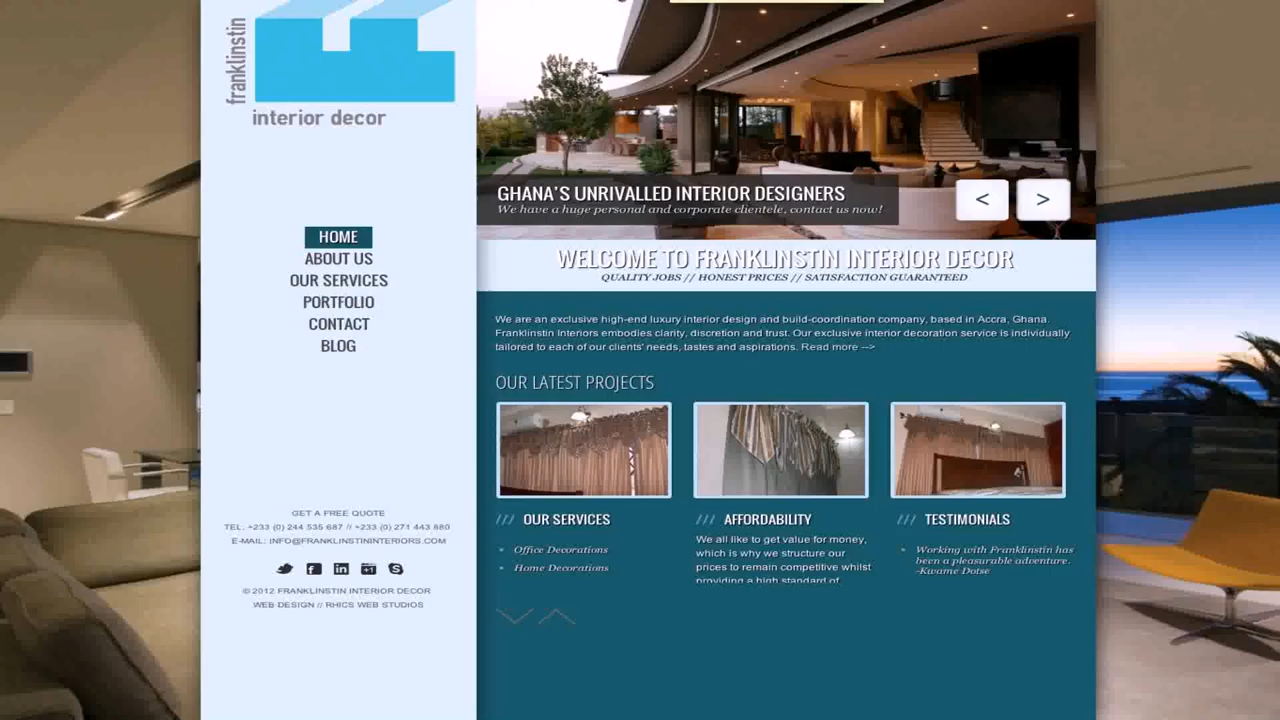 franklinstin
interior decor
HOME
ABOUT US
OUR SERVICES
PORTFOLIO
CONTACT
BLOG
GET A FREE QUOTE
TEL: +233 (0) 244 535 687 // +233 (0) 271 443 880
E-MAIL: INFO@FRANKLINSTININTERIORS.COM
© 2012 FRANKLINSTIN INTERIOR DECOR
WEB DESIGN // RHICS WEB STUDIOS
GHANA'S UNRIVALLED INTERIOR DESIGNERS
We have a huge personal and corporate clientele, contact us now!
< >
WELCOME TO FRANKLINSTIN INTERIOR DECOR
QUALITY JOBS // HONEST PRICES // SATISFACTION GUARANTEED
We are an exclusive high-end luxury interior design and build-coordination company, based in Accra, Ghana.
Franklinstin Interiors embodies clarity, discretion and trust. Our exclusive interior decoration service is individually
tailored to each of our clients' needs, tastes and aspirations. Read more -->
OUR LATEST PROJECTS
/// OUR SERVICES
Office Decorations
Home Decorations
/// AFFORDABILITY
We all like to get value for money,
which is why we structure our
prices to remain competitive whilst
providing a high standard of
/// TESTIMONIALS
Working with Franklinstin has
been a pleasurable adventure.
-Kwame Dotse